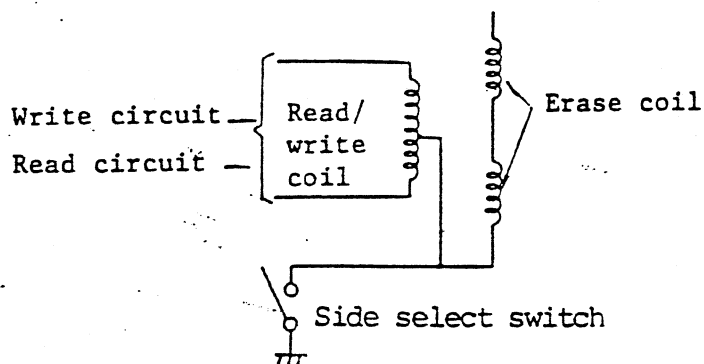 Write circuit
Read circuit
Read/
write
coil
Erase coil
Side select switch